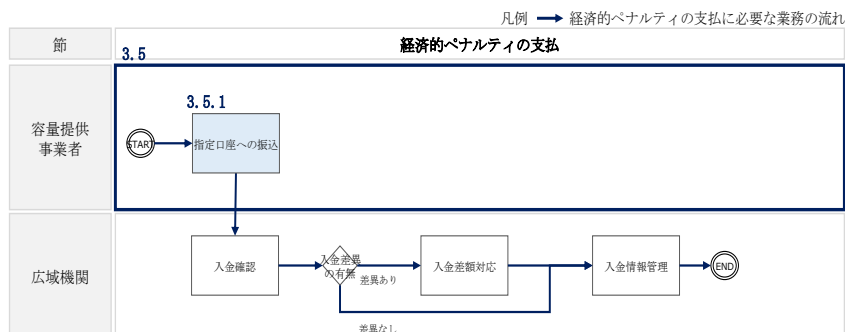 凡例 経済的ペナルティの支払に必要な業務の流れ
節
経済的ペナルティの支払
3.5
容量提供
事業者
3.5.1
START
指定口座への振込
広域機関
入金確認
入金差異
の有無
差異あり
入金差額対応
入金情報管理
END
差異なし